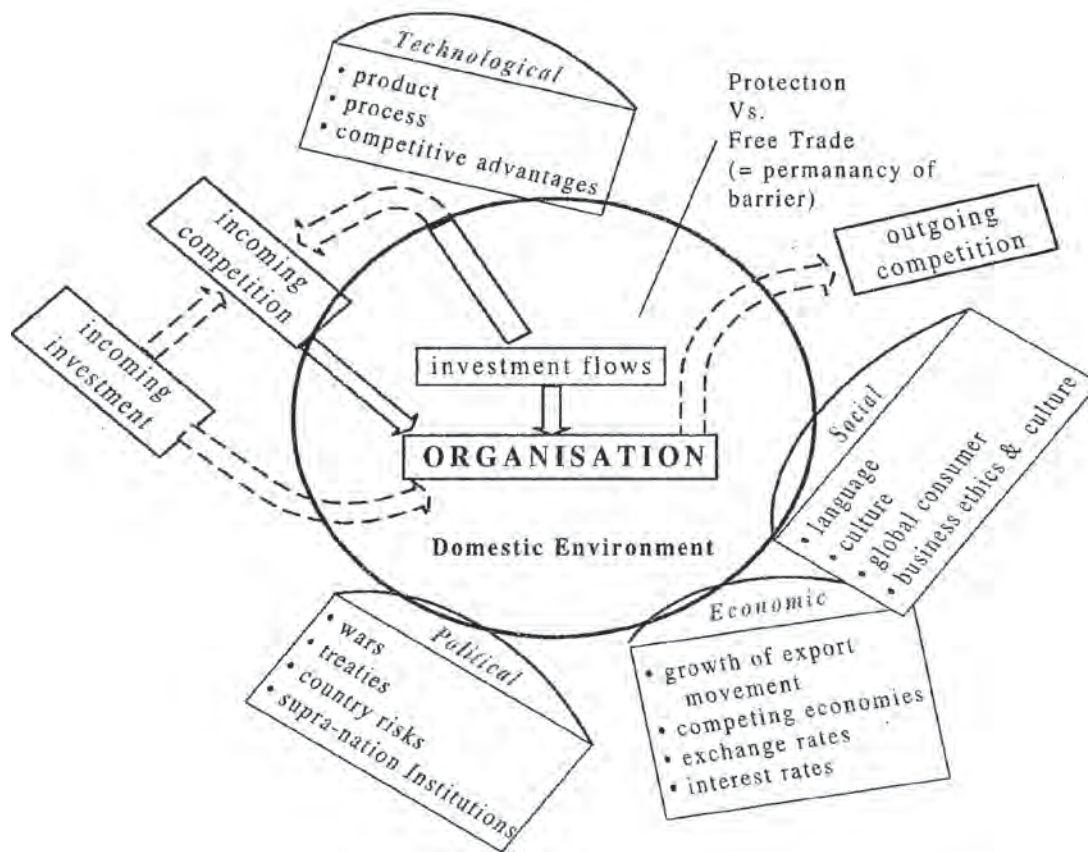 Technological
• product
• process
• competitive advantages
Protection
Vs.
Free Trade
(= permanancy of
barrier)
outgoing
competition
incoming
competition
incoming
investment
investment flows
ORGANISATION
Domestic Environment
Social
• language
• culture
• global consumer
• business ethics & culture
Economic
• growth of export
movement
• competing economies
• exchange rates
• interest rates
Political
• wars
• treaties
• country risks
• supra-nation Institutions